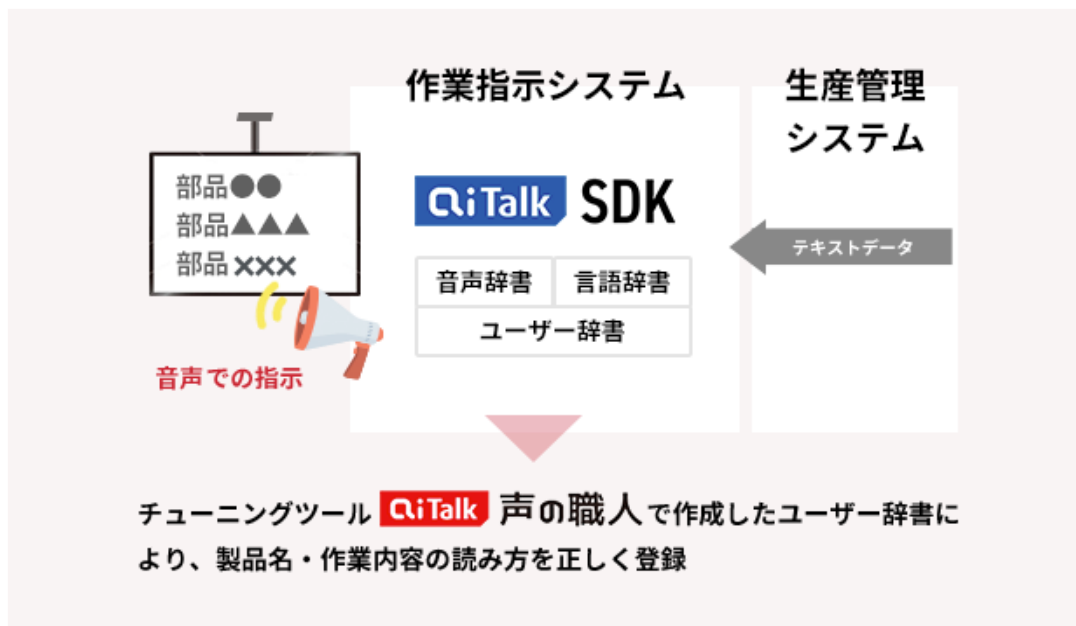 作業指示システム
生産管理
システム
部品●●
部品▲▲▲
部品×××
QiTalk SDK
テキストデータ
音声辞書
言語辞書
ユーザー辞書
音声での指示
チューニングツール QiTalk 声の職人で作成したユーザー辞書に
より、製品名・作業内容の読み方を正しく登録